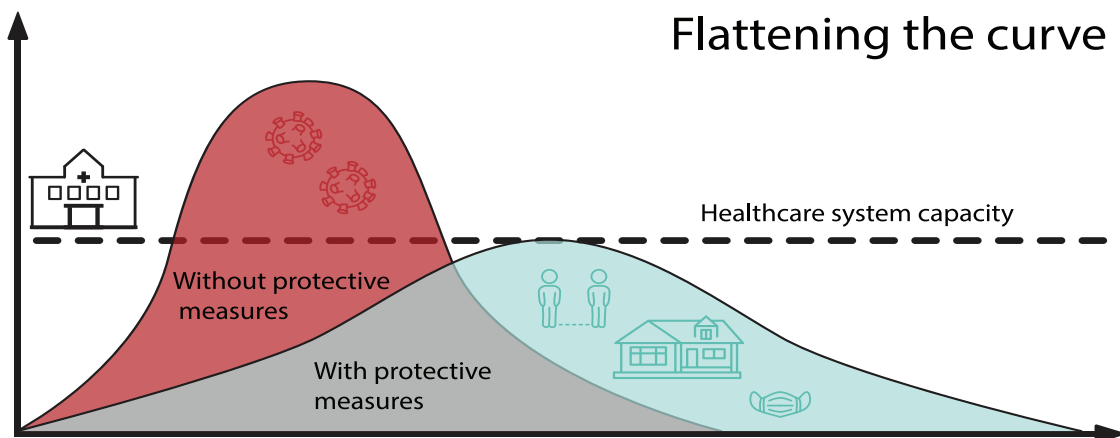 Flattening the curve
Healthcare system capacity
Without protective
measures
With protective
measures